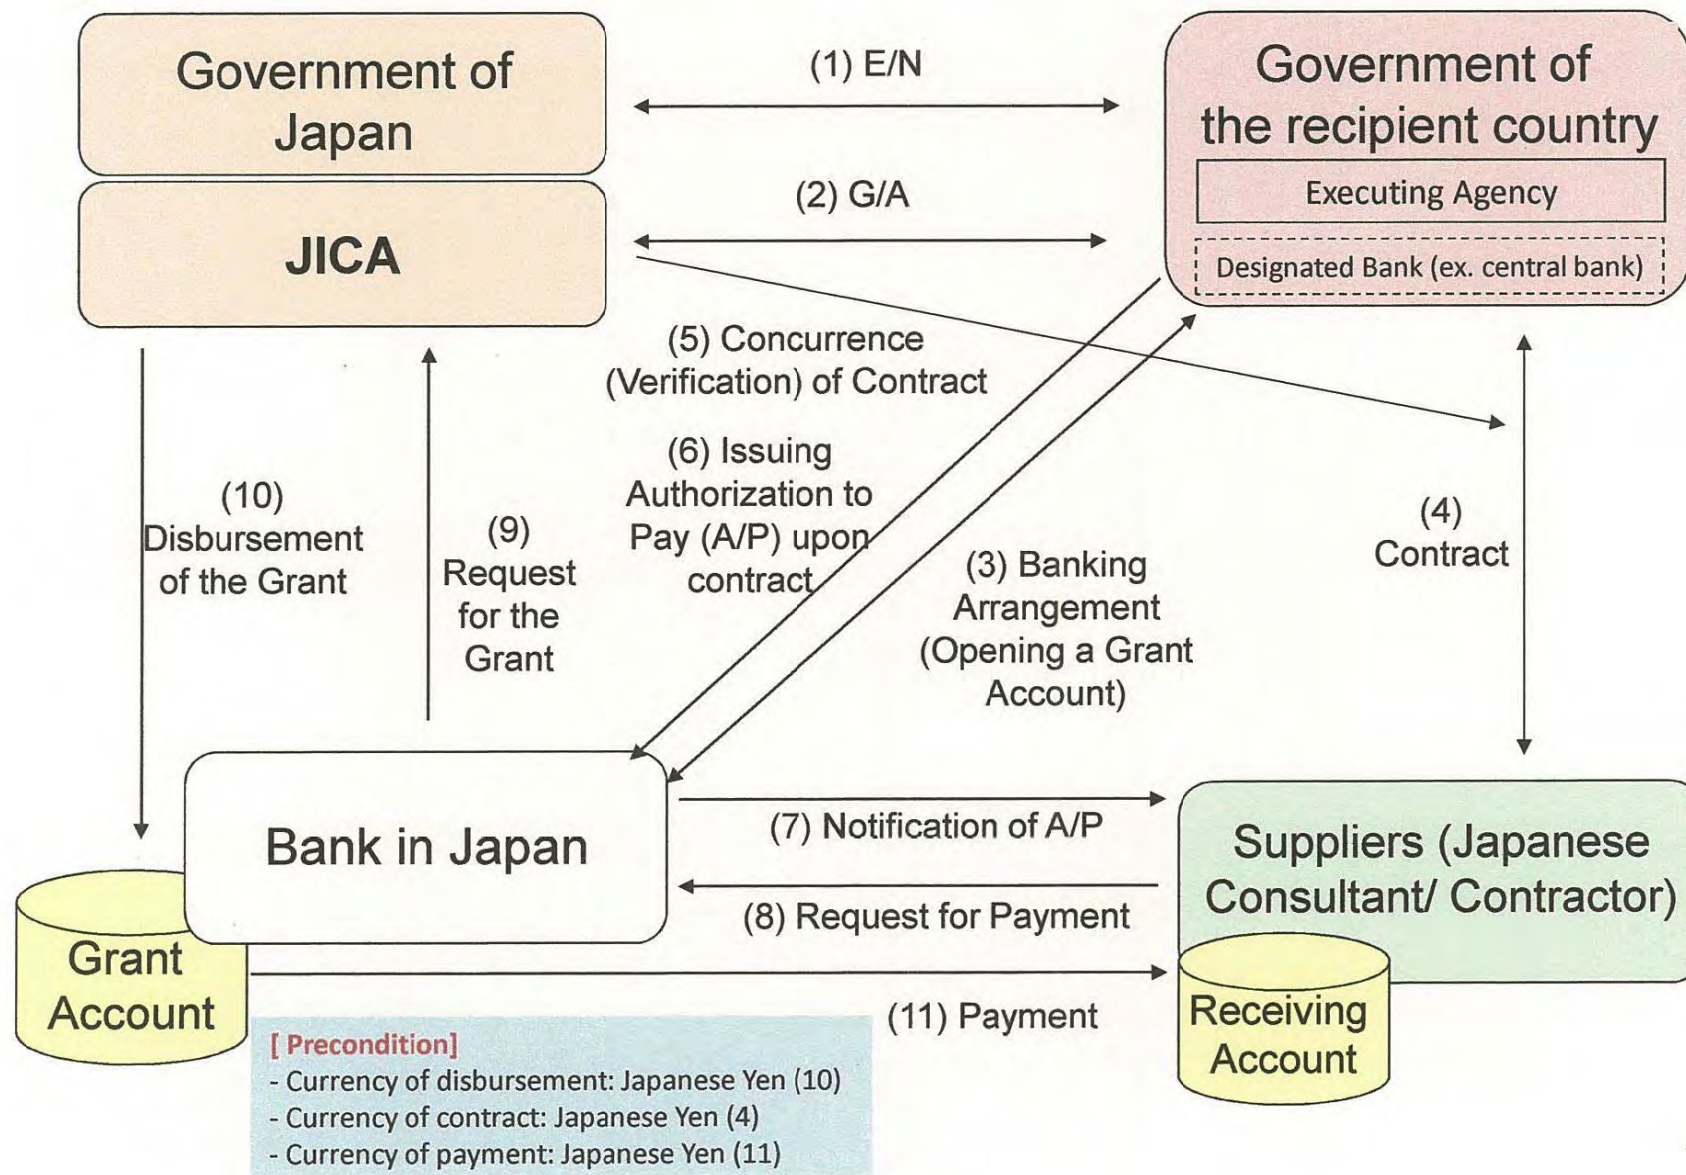 Government of
Japan
JICA
(1) E/N
(2) G/A
Government of
the recipient country
Executing Agency
Designated Bank (ex. central bank)
(5) Concurrence
(Verification) of Contract
(6) Issuing
Authorization to
Pay (A/P) upon
contract
(10)
Disbursement
of the Grant
(9)
Request
for the
Grant
(3) Banking
Arrangement
(Opening a Grant
Account)
(4)
Contract
Bank in Japan
(7) Notification of A/P
(8) Request for Payment
Suppliers (Japanese
Consultant/ Contractor)
Grant
Account
(11) Payment
Receiving
Account
[ Precondition]
- Currency of disbursement: Japanese Yen (10)
- Currency of contract: Japanese Yen (4)
- Currency of payment: Japanese Yen (11)